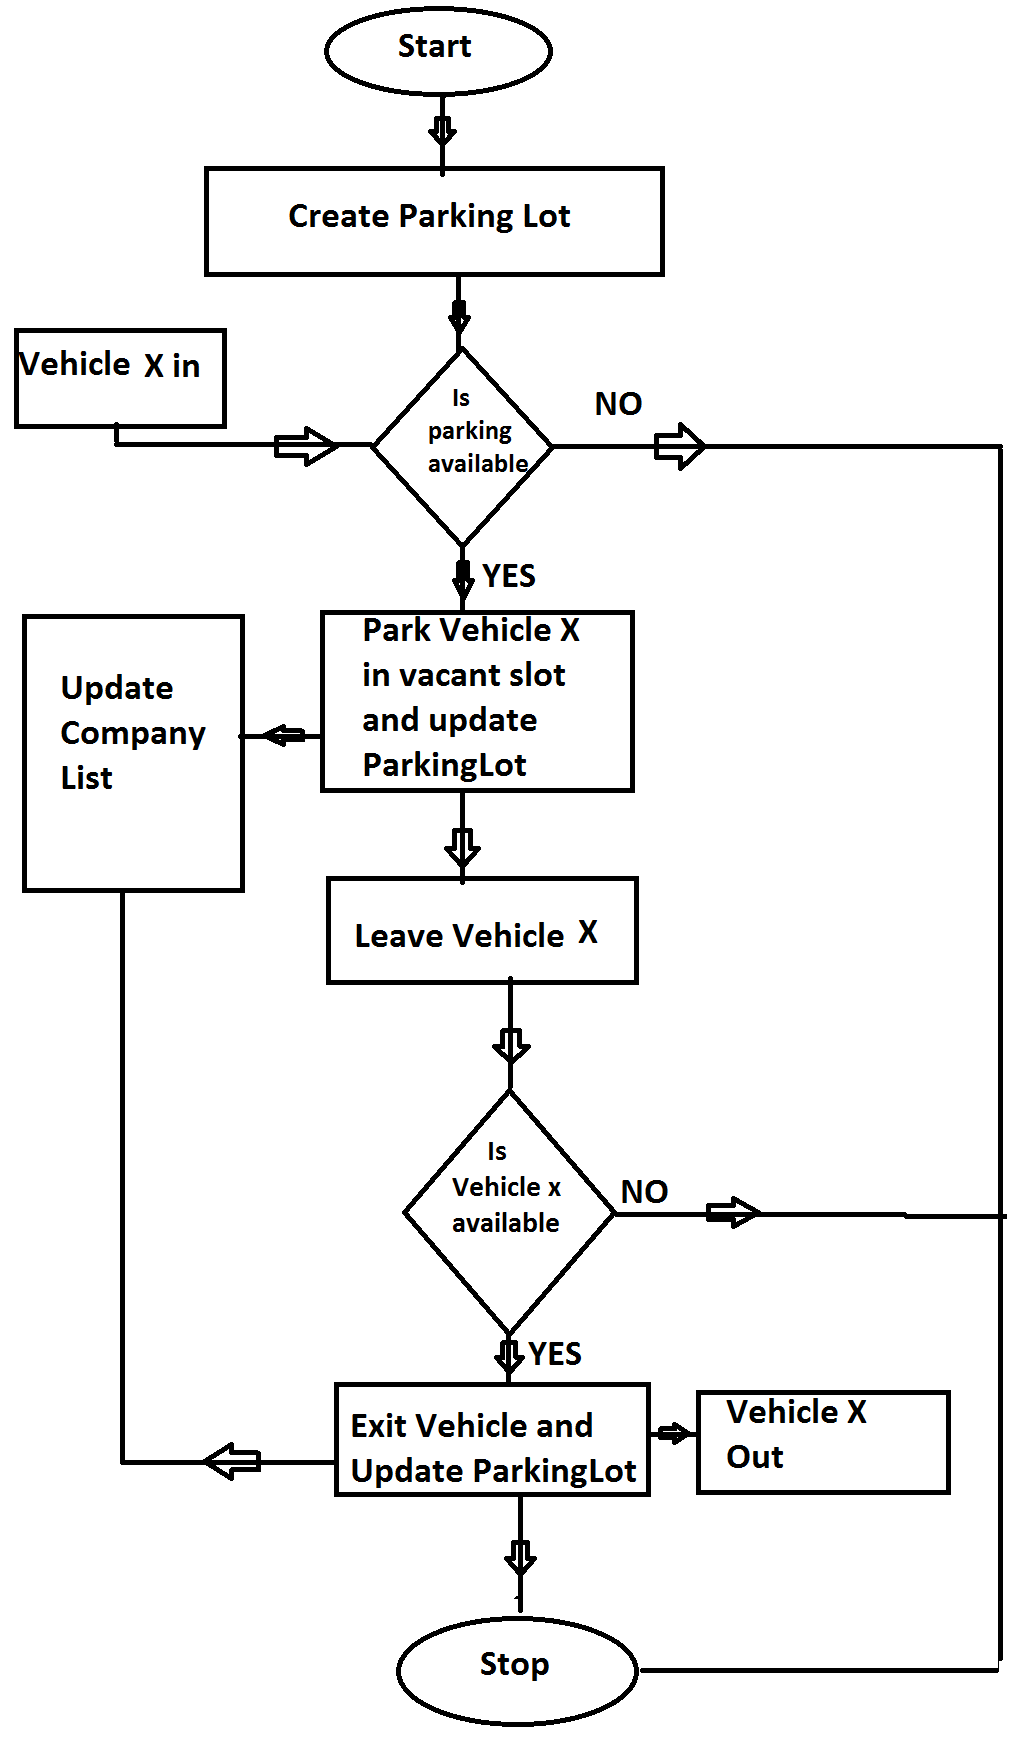 Start
Create Parking Lot
Vehicle X in
Is
parking
available
NO
YES
Park Vehicle X
in vacant slot
and update
ParkingLot
Update
Company
List
Leave Vehicle X
Is
Vehicle x
available
NO
YES
Exit Vehicle and
Update ParkingLot
Vehicle X
Out
Stop